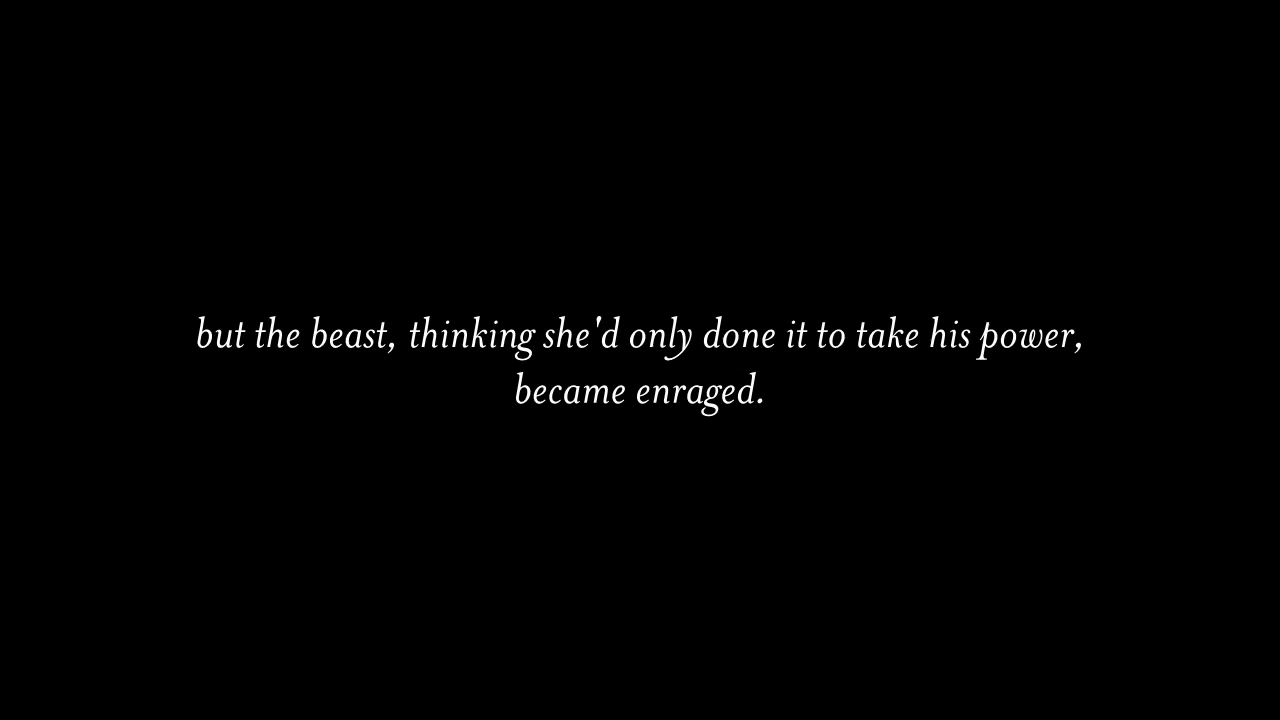 but the beast, thinking she'd only done it to take his power,
became enraged.